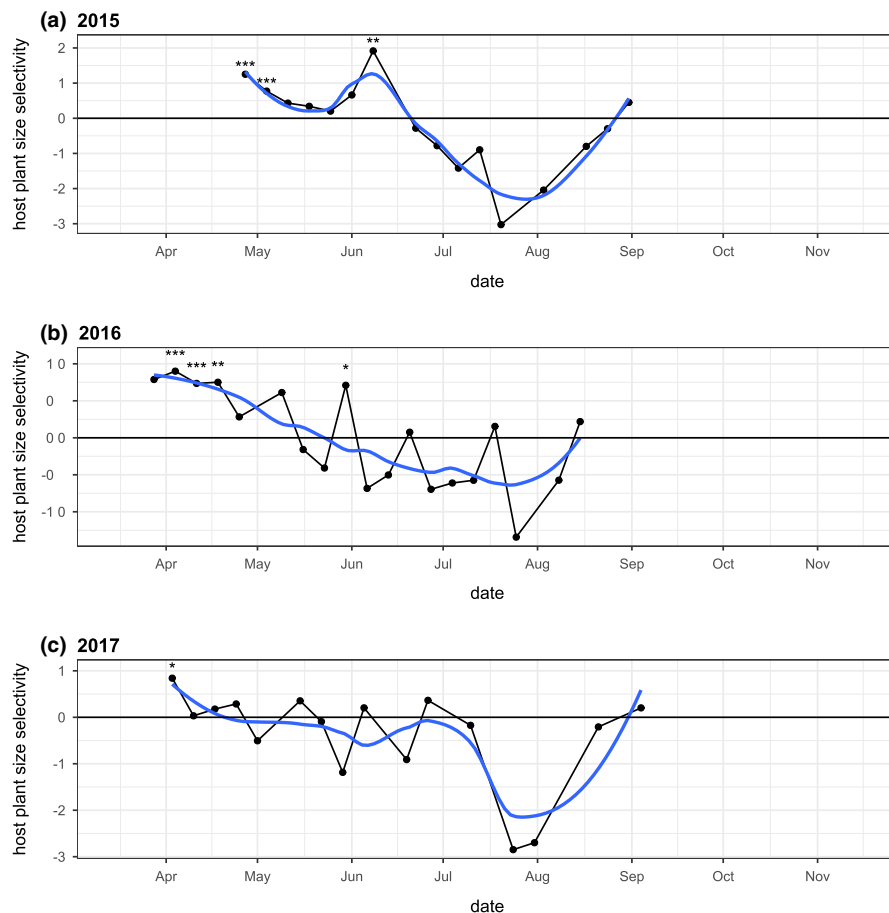 (a) 2015
host plant size selectivity
2
1
0
-1
-2
-3
***
***
**
Apr May Jun Jul Aug Sep Oct Nov
date
(b) 2016
host plant size selectivity
1 0
0
0 0
-0
-1 0
***
***
**
*
Apr May Jun Jul Aug Sep Oct Nov
date
(c) 2017
host plant size selectivity
1
0
-1
-2
-3
*
Apr May Jun Jul Aug Sep Oct Nov
date